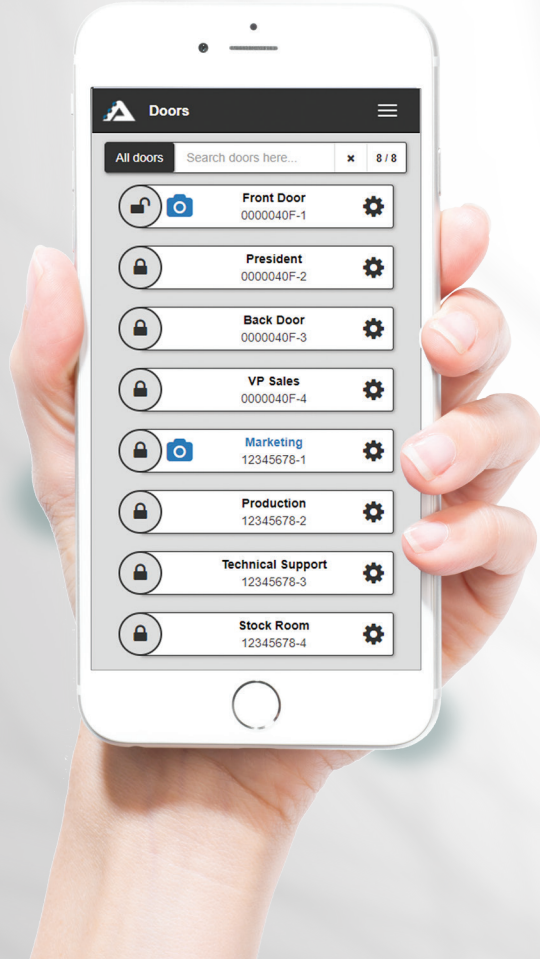 Doors
All doors Search doors here... × 8 / 8
Front Door
0000040F-1
President
0000040F-2
Back Door
0000040F-3
VP Sales
0000040F-4
Marketing
12345678-1
Production
12345678-2
Technical Support
12345678-3
Stock Room
12345678-4